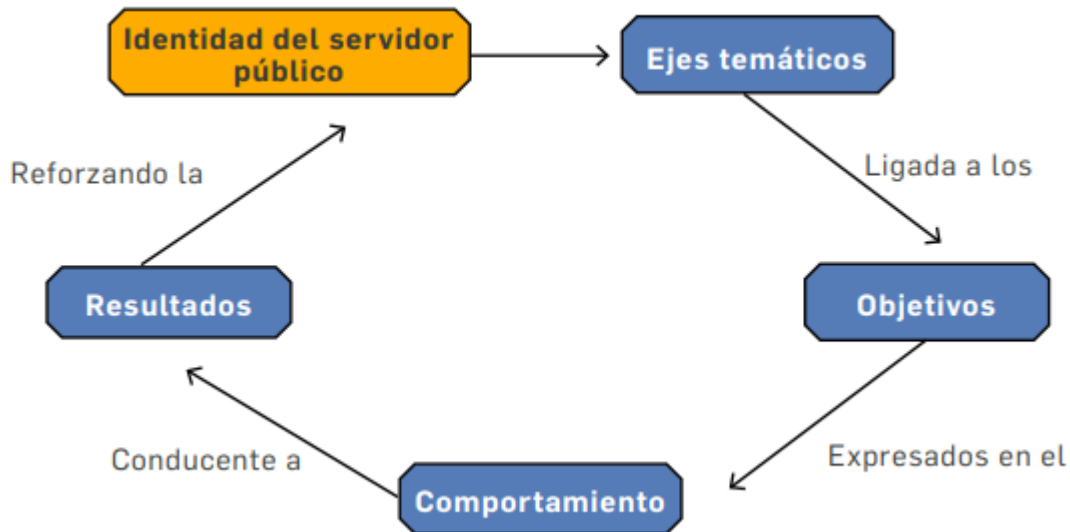 Identidad del servidor
público
Ejes temáticos
Reforzando la
Ligada a los
Resultados
Objetivos
Conducente a
Expresados en el
Comportamiento